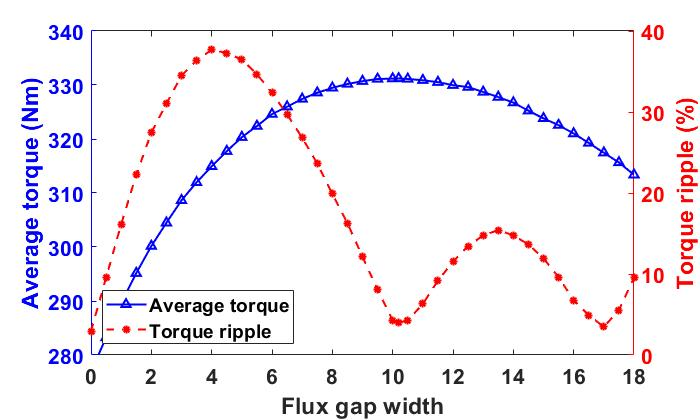 340
330
320
310
300
290
280
Average torque (Nm)
40
30
20
10
0
Torque ripple (%)
Average torque
Torque ripple
0 2 4 6 8 10 12 14 16 18
Flux gap width